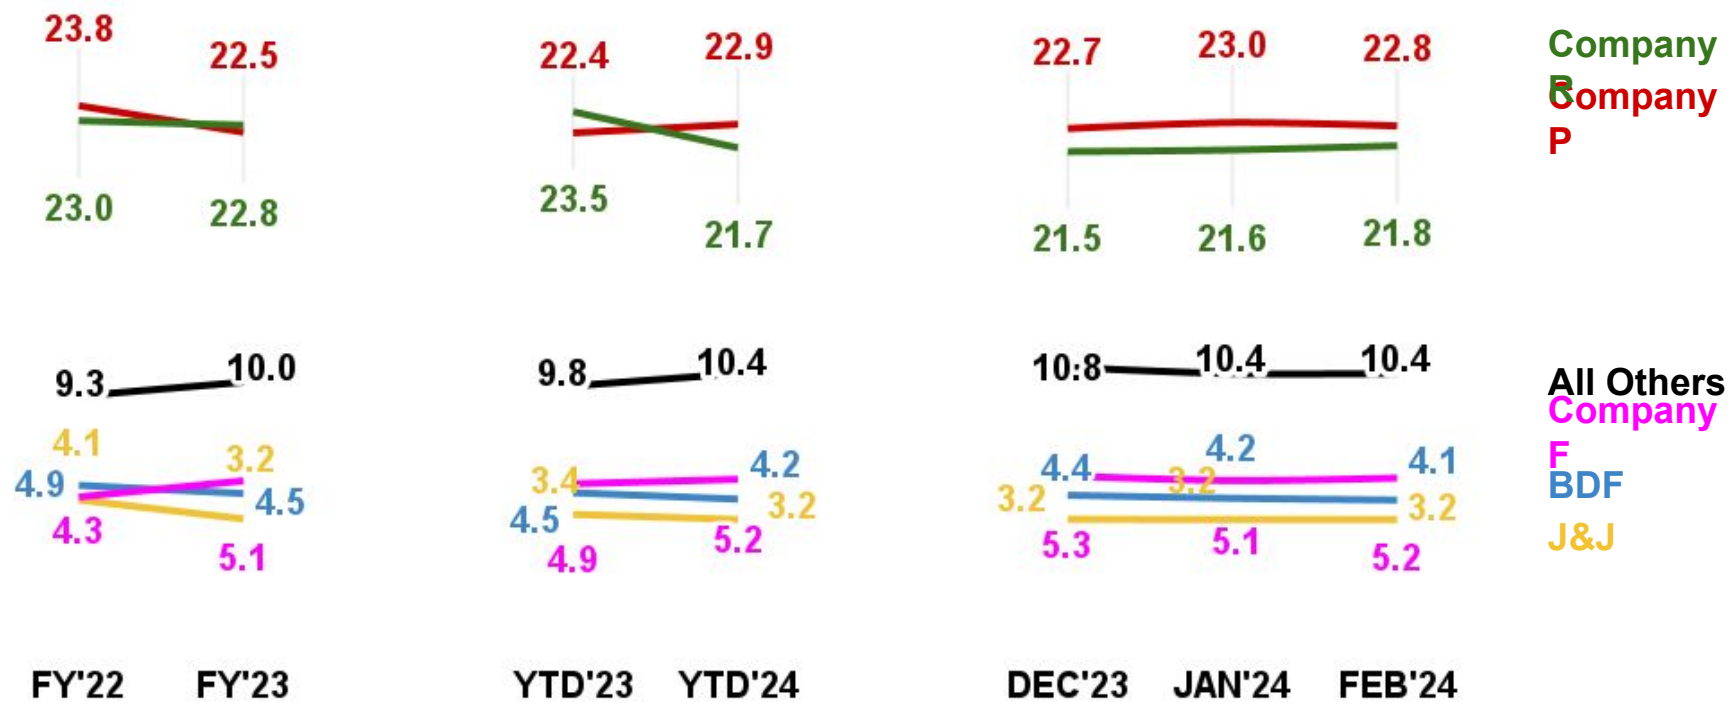 23.8
22.5
22.4
22.9
22.7
23.0
22.8
Company
R
Company
P
23.0
22.8
23.5
21.7
21.5
21.6
21.8
9.3
10.0
9.8
10.4
10.8
10.4
10.4
All Others
Company
F
BDF
J&J
4.1
3.2
4.9
4.5
4.3
5.1
3.4
4.2
4.5
3.2
4.9
5.2
4.4
4.2
4.1
3.2
3.2
3.2
5.3
5.1
5.2
FY'22
FY'23
YTD'23
YTD'24
DEC'23
JAN'24
FEB'24